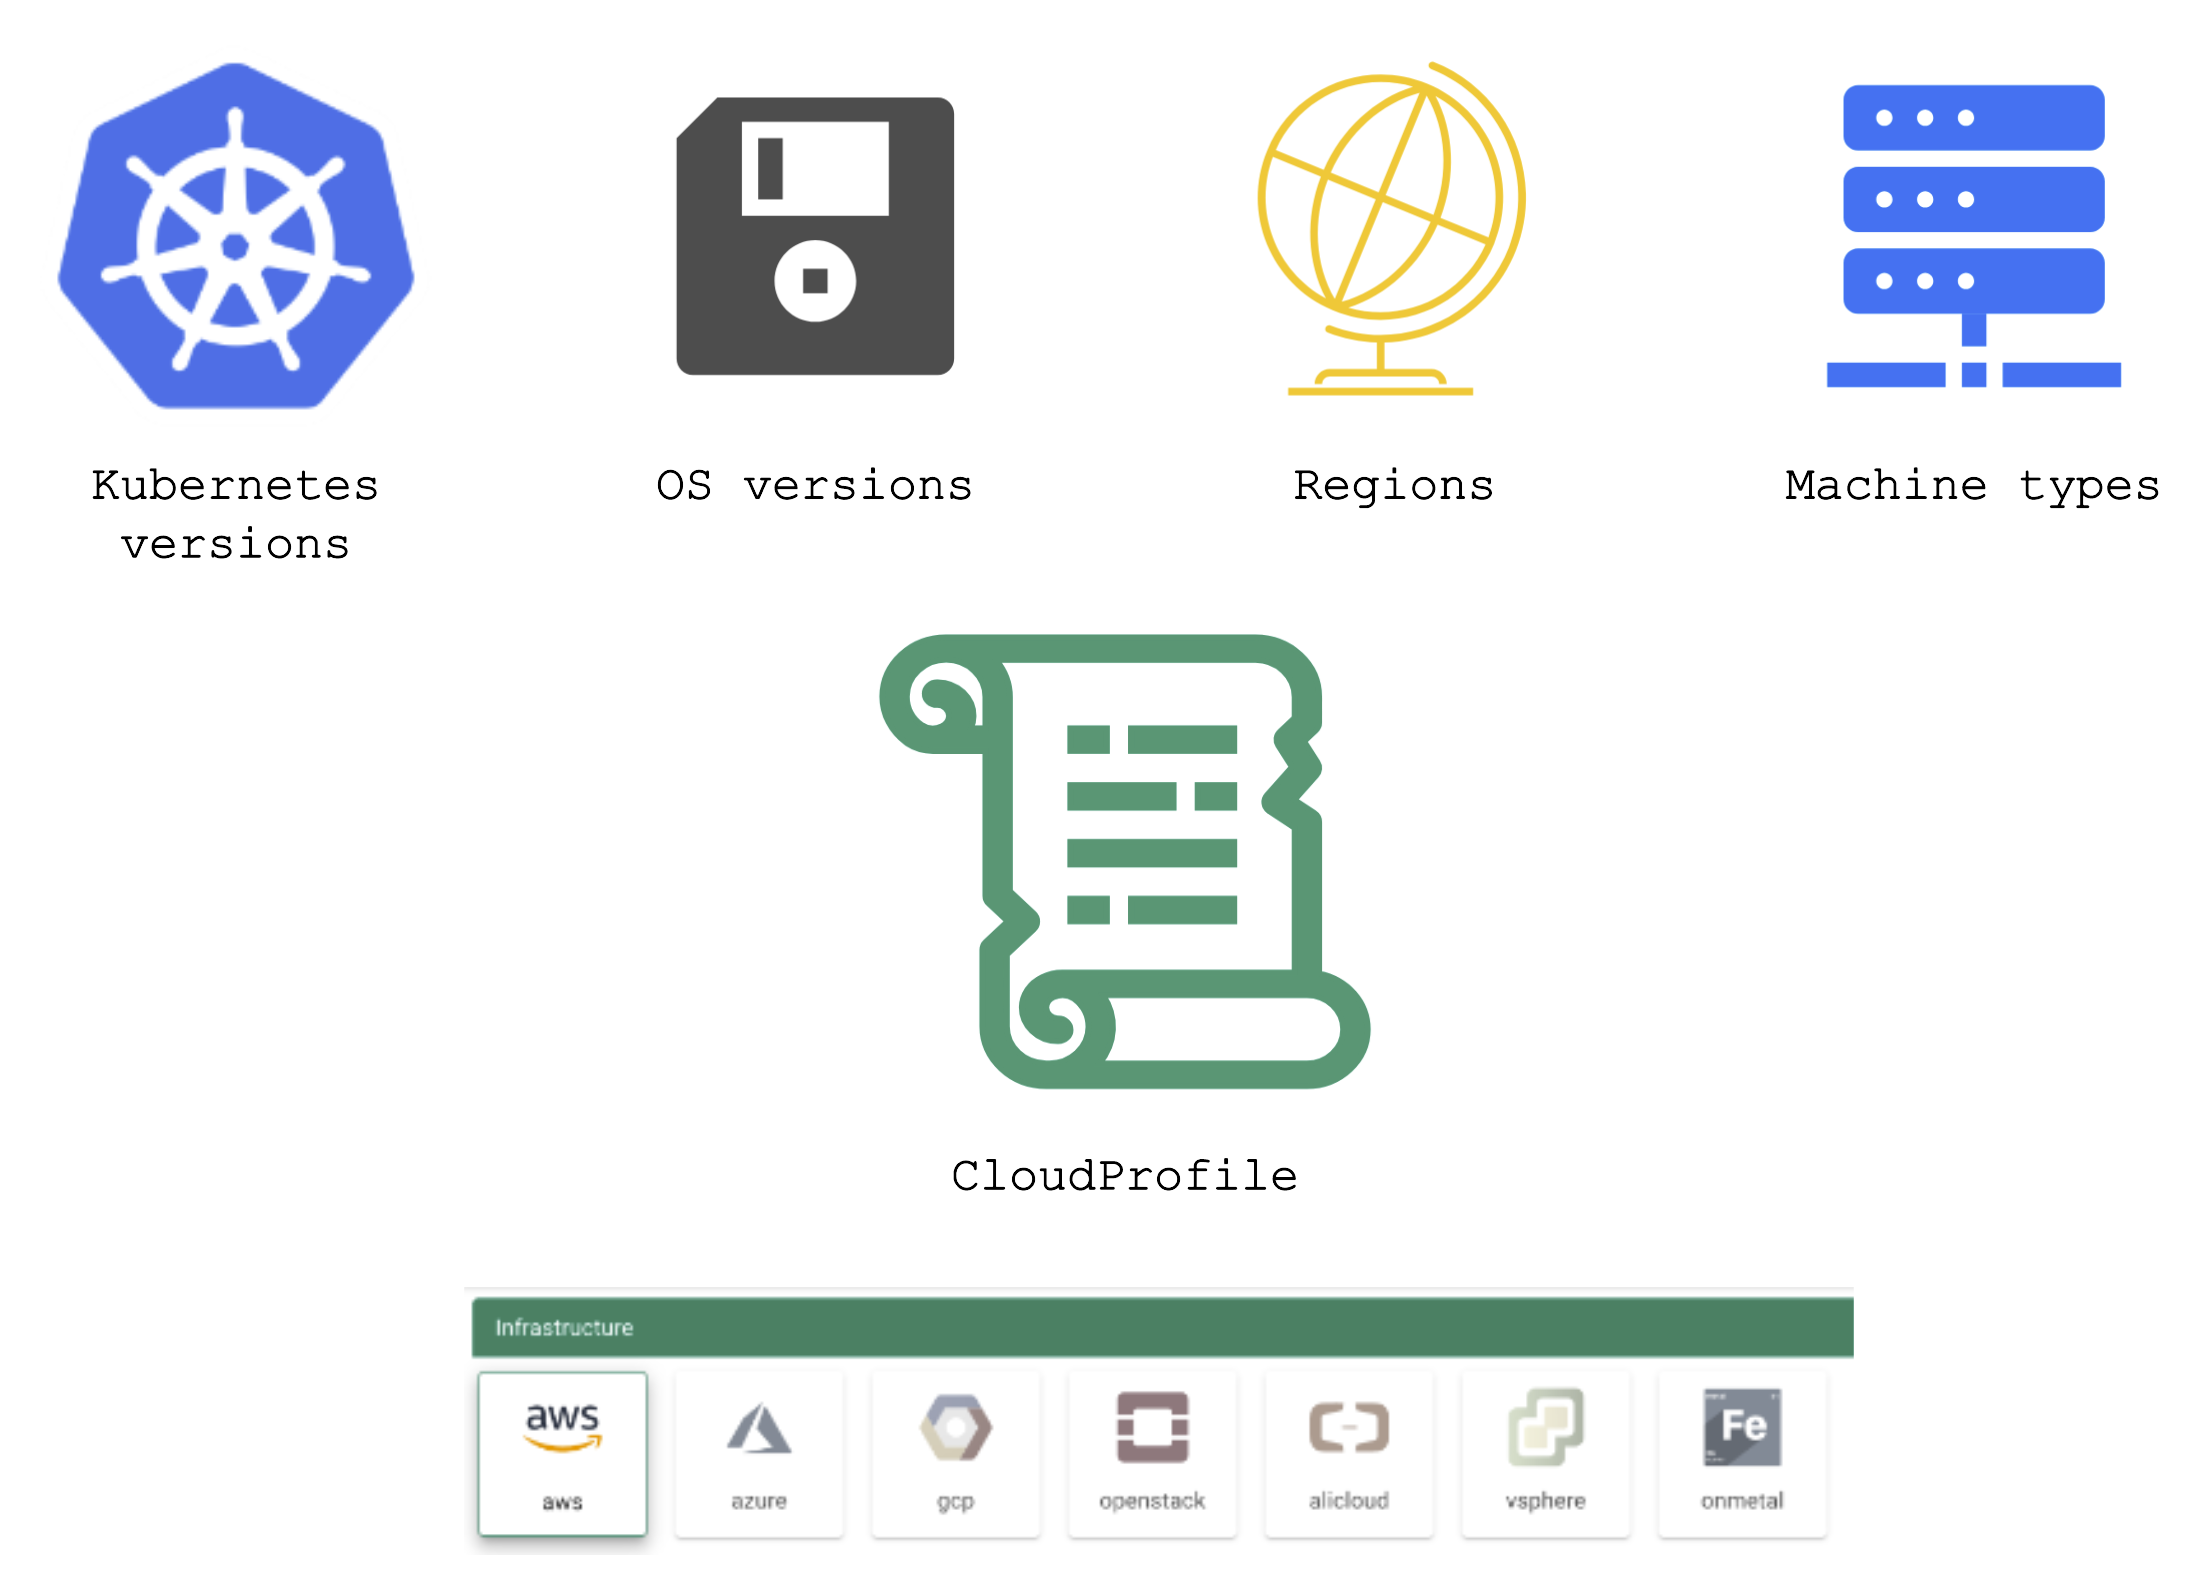 Kubernetes
versions
OS versions
Regions
Machine types
CloudProfile
Infrastructure
aws
Fe
aws
azure
gcp
openstack
alicloud
vsphere
onmetal